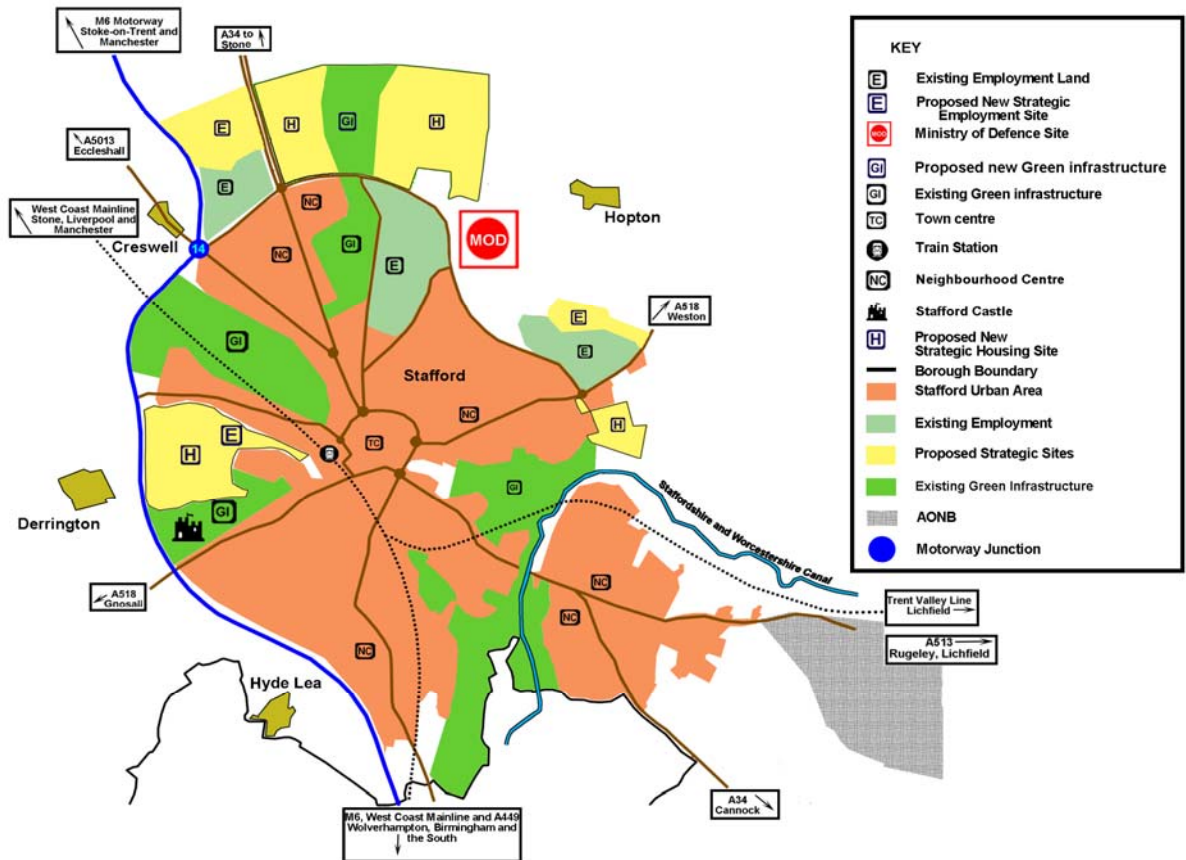 M6 Motorway
Stoke-on-Trent and
Manchester
A34 to
Stone
A5013
Eccleshall
West Coast Mainline
Stone, Liverpool and
Manchester
Creswell
14
E
H
GI
H
E
NC
NC
GI
E
MOD
Hopton
A518
Weston
E
E
GI
Stafford
NC
TC
H
E
H
GI
Derrington
GI
Staffordshire and Worcestershire Canal
A518
Gnosall
NC
NC
NC
Trent Valley Line
Lichfield
A513
Rugeley, Lichfield
Hyde Lea
A34
Cannock
M6, West Coast Mainline and A449
Wolverhampton, Birmingham and
the South
KEY
E Existing Employment Land
E Proposed New Strategic
Employment Site
MOD Ministry of Defence Site
GI Proposed new Green infrastructure
GI Existing Green infrastructure
TC Town centre
Train Station
NC Neighbourhood Centre
Stafford Castle
H Proposed New
Strategic Housing Site
Borough Boundary
Stafford Urban Area
Existing Employment
Proposed Strategic Sites
Existing Green Infrastructure
AONB
Motorway Junction